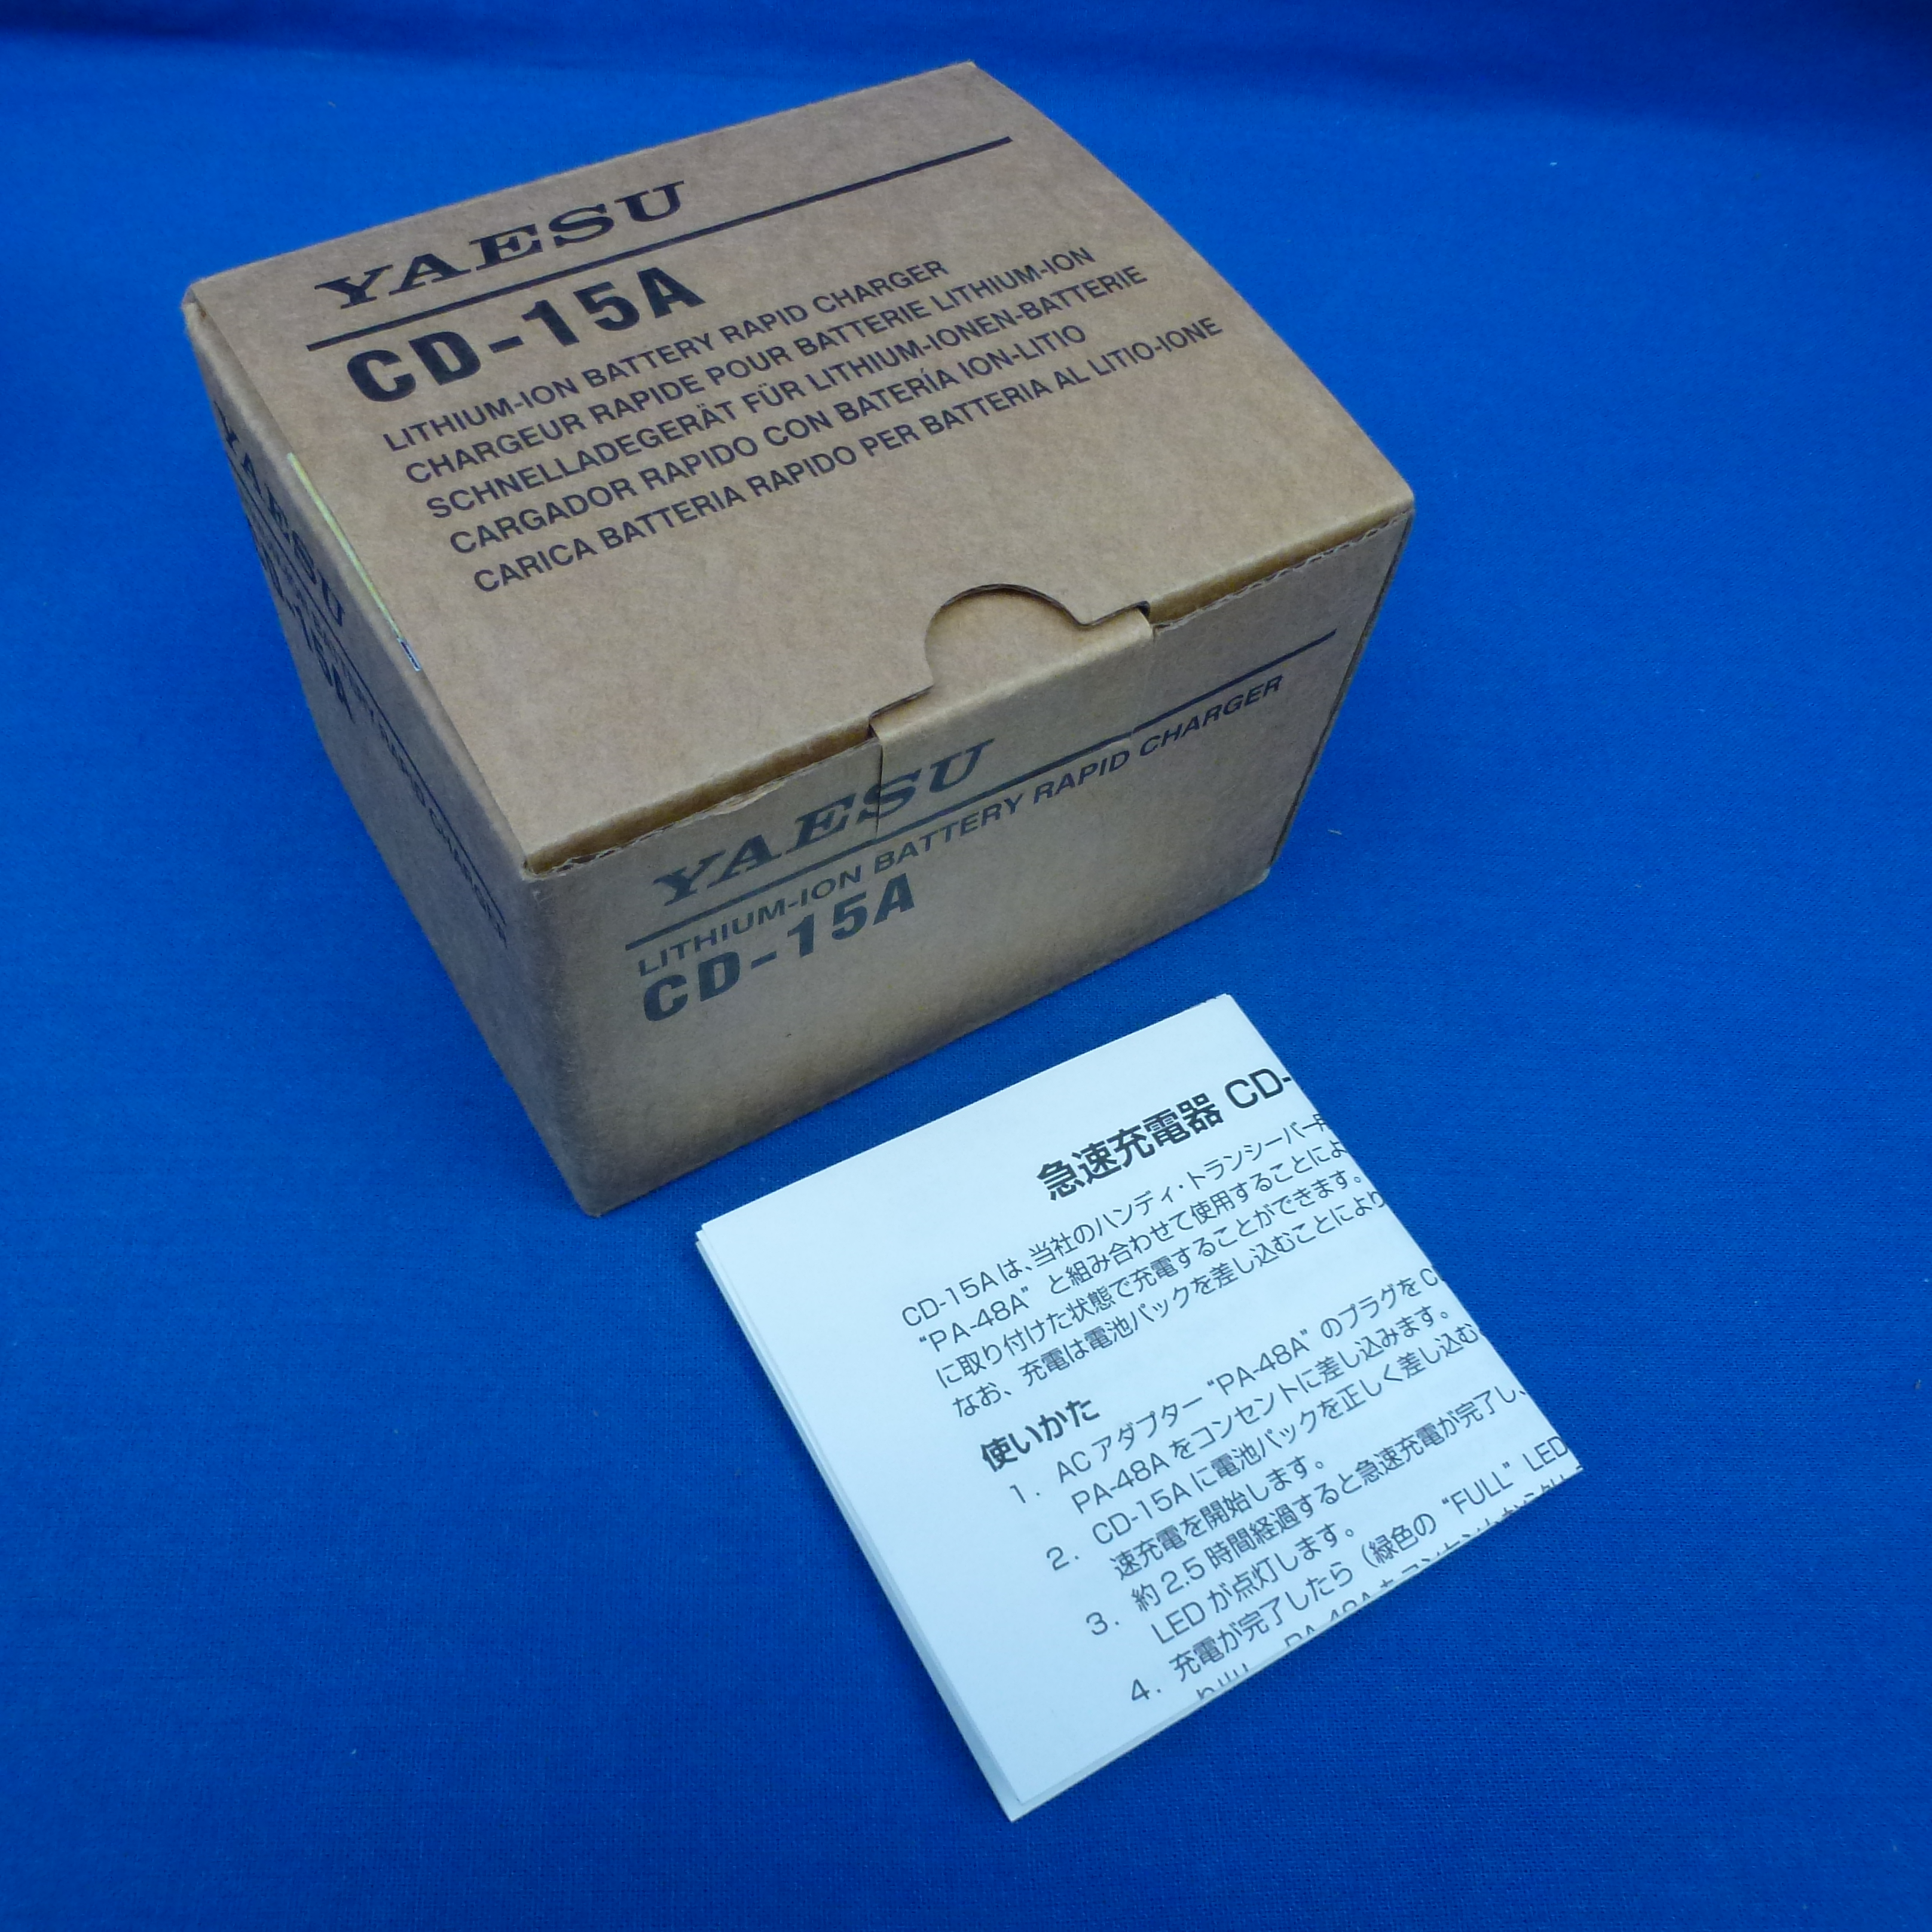 YAESU
CD-15A
LITHIUM-ION BATTERY RAPID CHARGER
CHARGEUR RAPIDE POUR BATTERIE LITHIUM-ION
SCHNELLADEGERÄT FÜR LITHIUM-IONEN-BATTERIE
CARGADOR RAPIDO CON BATERÍA ION-LITIO
CARICA BATTERIA RAPIDO PER BATTERIA AL LITIO-IONE
YAESU
LITHIUM-ION BATTERY RAPID CHARGER
CD-15A
急速充電器 CD-
CD-15A は、当社のハンディ・トランシーバー用
“PA-48A” と組み合わせて使用することによ
に取り付けた状態で充電することができます。
なお、充電は電池パックを差し込むことにより
使いかた
1. AC アダプター “PA-48A” のプラグを C
PA-48A をコンセントに差し込みます。
2. CD-15A に電池パックを正しく差し込む
速充電を開始します。
3. 約 2.5 時間経過すると急速充電が完了し、
LED が点灯します。
4. 充電が完了したら（緑色の “FULL” LED